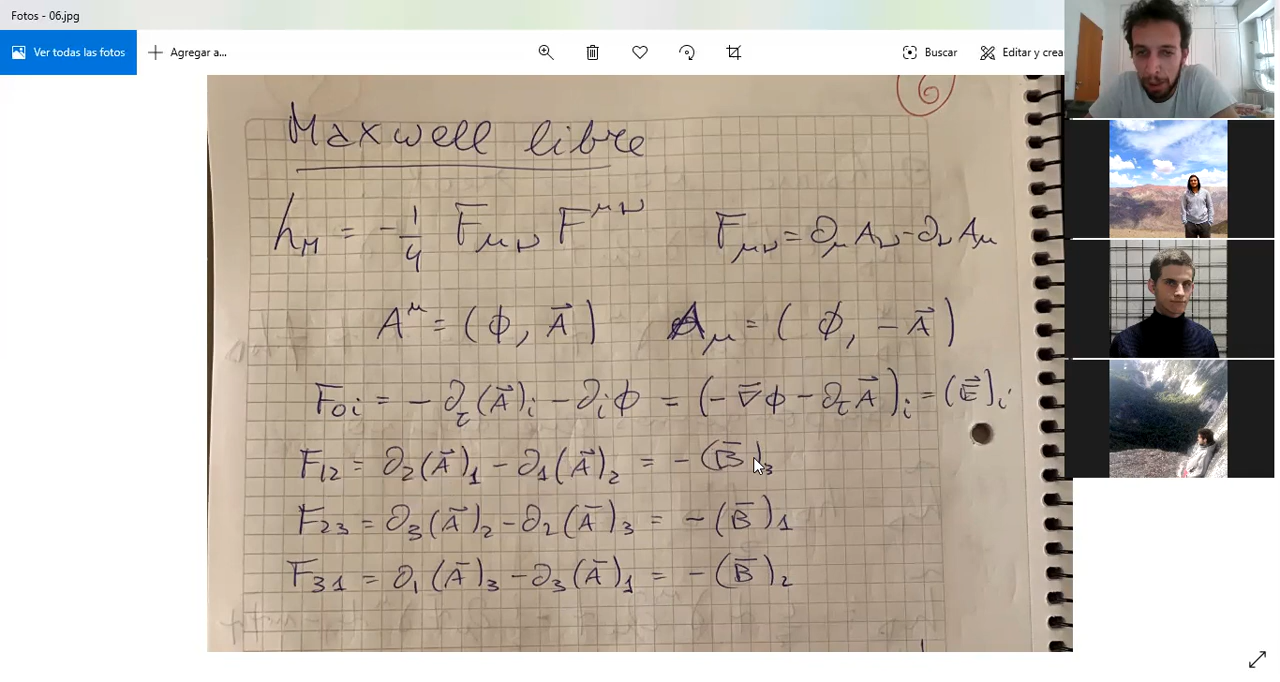 Fotos - 06.jpg
Ver todas las fotos
Agregar a...
Buscar
Editar y crea
6
Maxwell libre
ℒ_M = -1/4 F_μν F^μν    F_μν = ∂_μ A_ν - ∂_ν A_μ
A^μ = (ϕ, A⃗)    A_μ = (ϕ, -A⃗)
F_0i = -∂_t(A⃗)_i - ∂_iϕ = (-∇̄ϕ - ∂_tA⃗)_i = (E⃗)_i
F_12 = ∂_2(A⃗)_1 - ∂_1(A⃗)_2 = -(B̄)_3
F_23 = ∂_3(Ā)_2 - ∂_2(Ā)_3 = -(B̄)_1
F_31 = ∂_1(Ā)_3 - ∂_3(Ā)_1 = -(B̄)_2